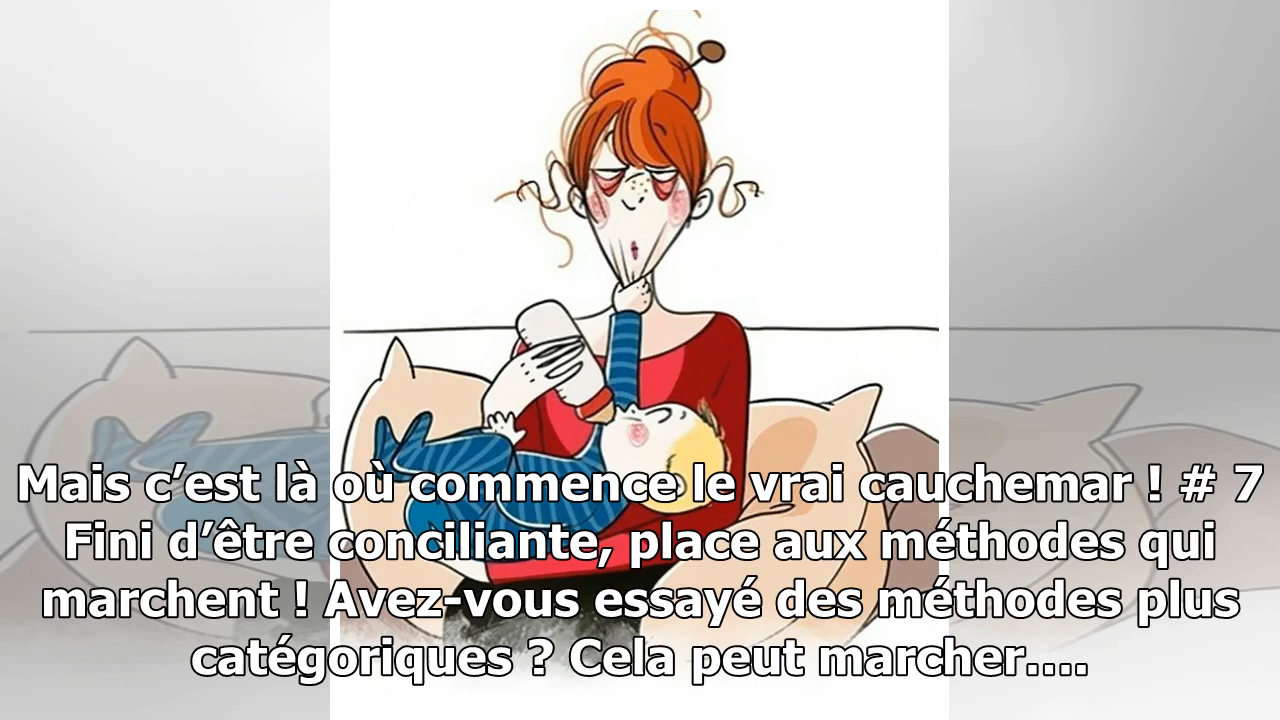 Mais c’est là où commence le vrai cauchemar ! # 7
Fini d’être conciliante, place aux méthodes qui
marchent ! Avez-vous essayé des méthodes plus
catégoriques ? Cela peut marcher....